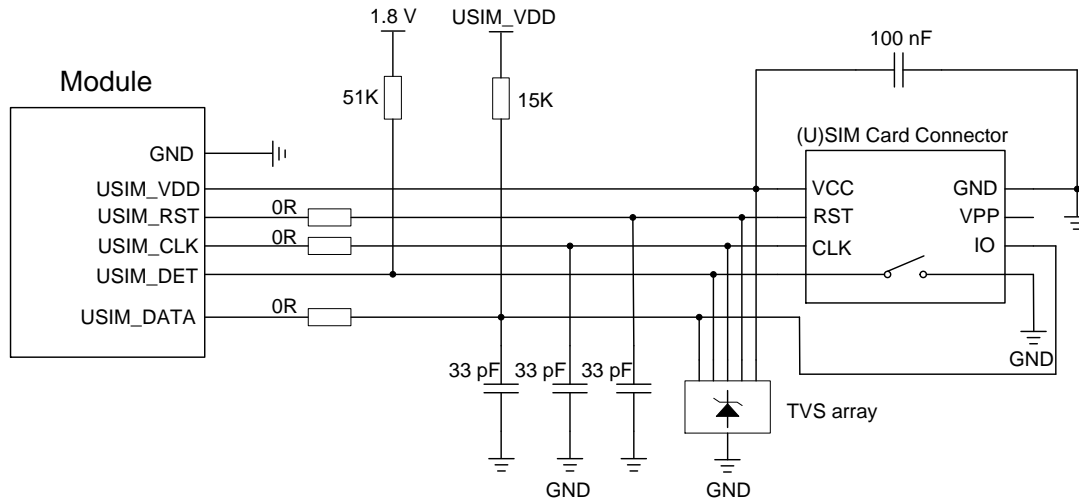 1.8 V
USIM_VDD
100 nF
Module
51K
15K
(U)SIM Card Connector
GND
USIM_VDD
VCC
GND
USIM_RST
0R
RST
VPP
USIM_CLK
0R
CLK
IO
USIM_DET
USIM_DATA
0R
GND
33 pF
33 pF
33 pF
TVS array
GND
GND